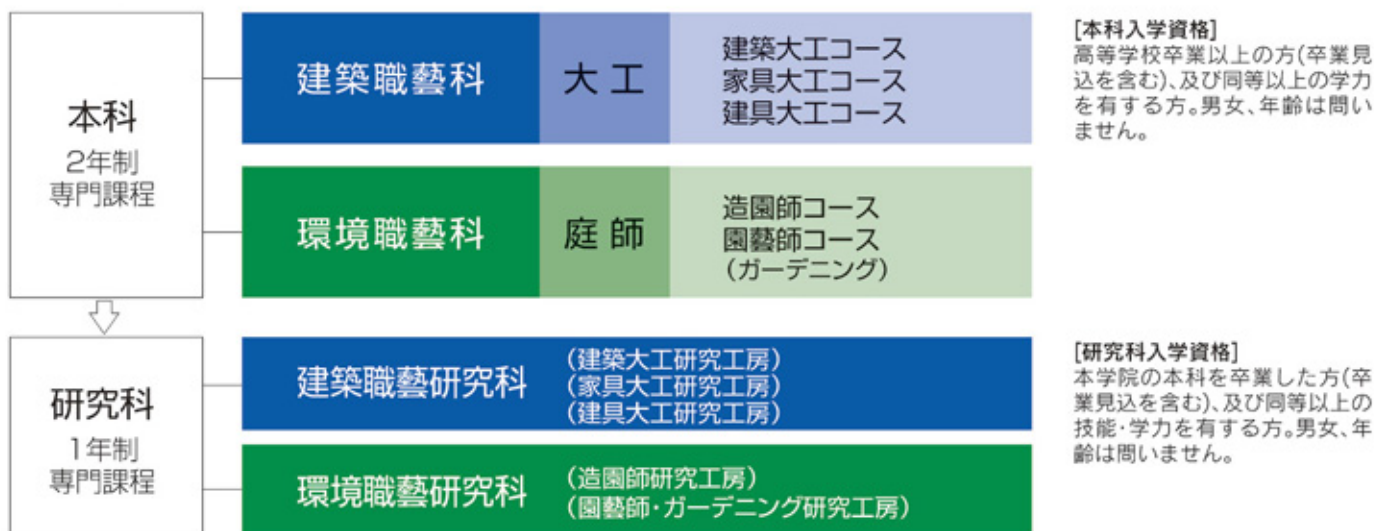 本科
2年制
専門課程
建築職藝科
大工
建築大工コース
家具大工コース
建具大工コース
[本科入学資格]
高等学校卒業以上の方(卒業見
込を含む)、及び同等以上の学力
を有する方。男女、年齢は問い
ません。
環境職藝科
庭師
造園師コース
園藝師コース
(ガーデニング)
研究科
1年制
専門課程
建築職藝研究科
(建築大工研究工房)
(家具大工研究工房)
(建具大工研究工房)
[研究科入学資格]
本学院の本科を卒業した方(卒
業見込を含む)、及び同等以上の
技能・学力を有する方。男女、年
齢は問いません。
環境職藝研究科
(造園師研究工房)
(園藝師・ガーデニング研究工房)